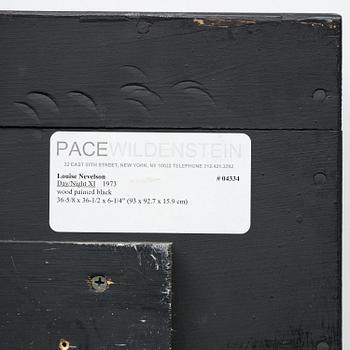 PACEWILDENSTEIN
32 EAST 57TH STREET, NEW YORK, NY 10022 TELEPHONE 212.421.3292
Louise Nevelson # 04334
Day/Night XI 1973
wood painted black
36-5/8 x 36-1/2 x 6-1/4" (93 x 92.7 x 15.9 cm)